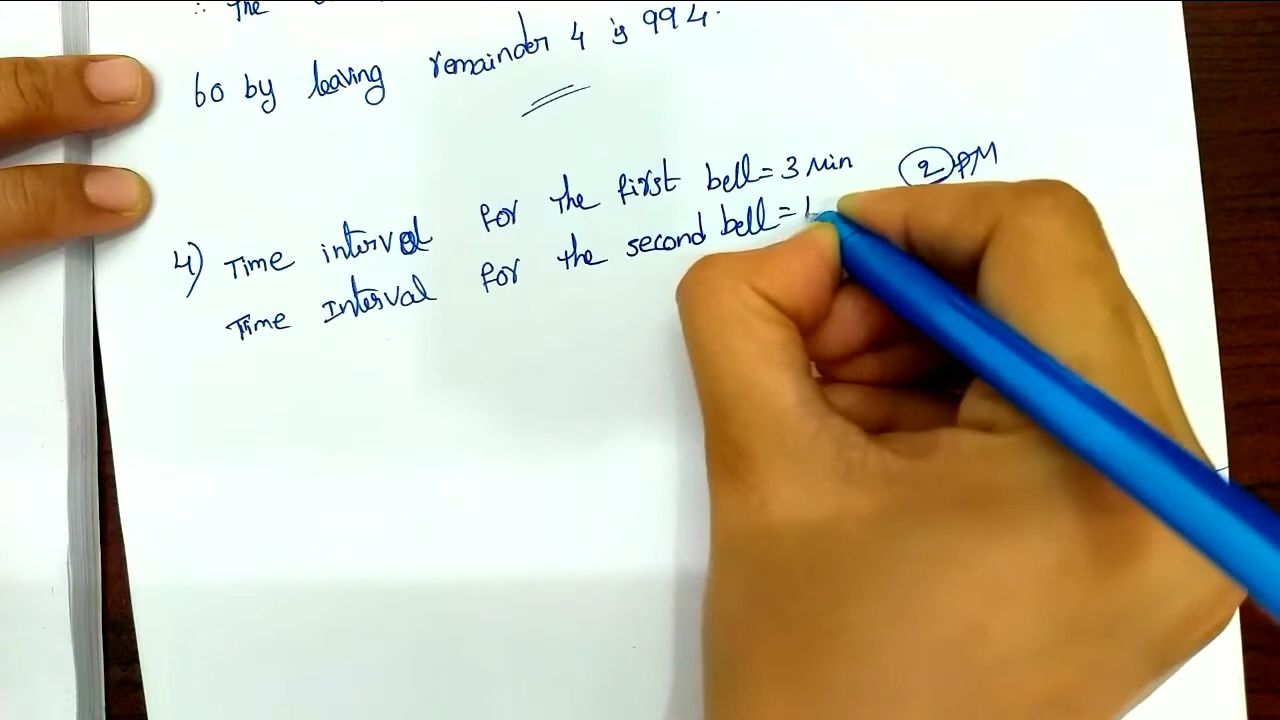 ∴ The
60 by leaving remainder 4 is 994.
4) Time interval for the first bell = 3 Min 2 PM
Time Interval for the second bell =